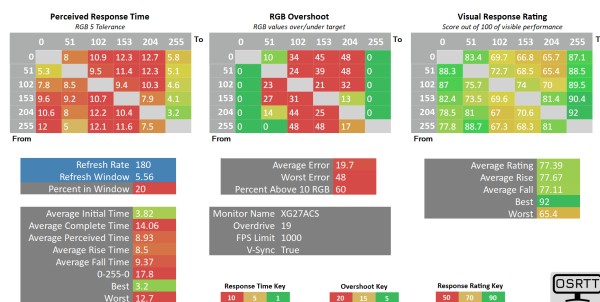 Perceived Response Time RGB Overshoot Visual Response Rating
RGB 5 Tolerance RGB values over/under target Score out of 100 of visible performance
0 51 102 153 204 255 To 0 51 102 153 204 255 To 0 51 102 153 204 255 T
0 8 10.9 12.3 12.7 5.8 0 10 34 45 48 0 0 83.4 69.7 66.8 65.7 87.1
51 5.3 9.5 11.4 12.3 5.1 51 0 24 39 48 0 51 88.3 72.7 68.5 65.4 88.5
102 7.8 8.5 9.4 10.3 4.6 102 0 23 21 32 0 102 87 75.7 74 70 89.5
153 9.6 9.2 10.7 7.9 4.1 153 0 27 31 13 0 153 82.4 73.5 69.6 81.4 90.4
204 10.6 8 12.2 10.4 3.2 204 0 14 44 25 0 204 78.5 81 67 70.6 92
255 12 5 12.1 11.6 7.5 255 0 0 48 48 17 255 77.8 88.7 67.3 68.3 81
From From From
Refresh Rate 180
Refresh Window 5.56
Percent in Window 20
Average Error 19.7
Worst Error 48
Percent Above 10 RGB 60
Average Rating 77.39
Average Rise 77.67
Average Fall 77.11
Best 92
Worst 65.4
Average Initial Time 3.82
Average Complete Time 14.06
Average Perceived Time 8.93
Average Rise Time 8.5
Average Fall Time 9.37
0-255-0 17.8
Best 3.2
Worst 12.7
Monitor Name XG27ACS
Overdrive 19
FPS Limit 1000
V-Sync True
Response Time Key Overshoot Key Response Rating Key
10 5 1 20 15 5 50 70 90
OSRTT